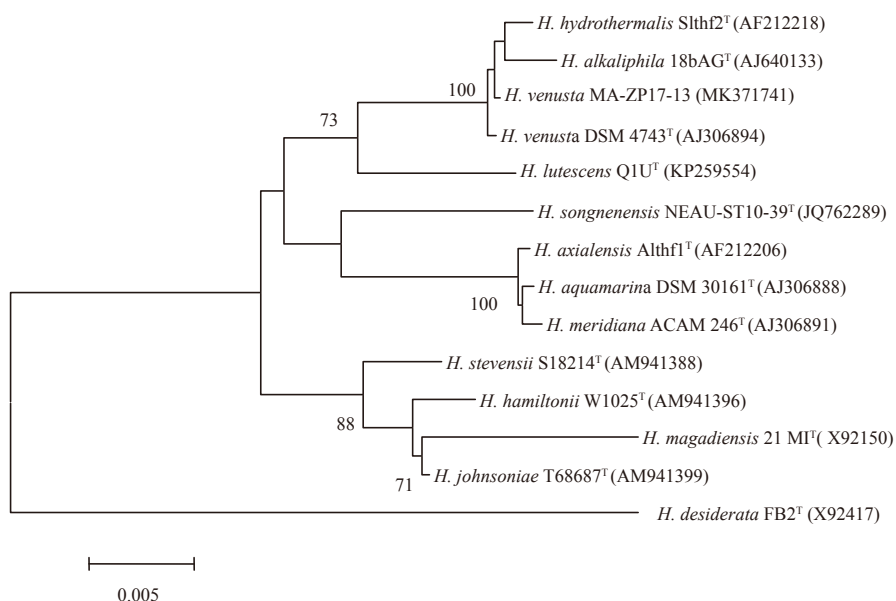 H. hydrothermalis Slthf2ᵀ (AF212218)
H. alkaliphila 18bAGᵀ (AJ640133)
100
H. venusta MA-ZP17-13 (MK371741)
73
H. venusta DSM 4743ᵀ (AJ306894)
H. lutescens Q1Uᵀ (KP259554)
H. songnenensis NEAU-ST10-39ᵀ (JQ762289)
H. axialensis Althf1ᵀ (AF212206)
H. aquamarina DSM 30161ᵀ (AJ306888)
100
H. meridiana ACAM 246ᵀ (AJ306891)
H. stevensii S18214ᵀ (AM941388)
H. hamiltonii W1025ᵀ (AM941396)
88
H. magadiensis 21 MIᵀ( X92150)
H. johnsoniae T68687ᵀ (AM941399)
71
H. desiderata FB2ᵀ (X92417)
0.005